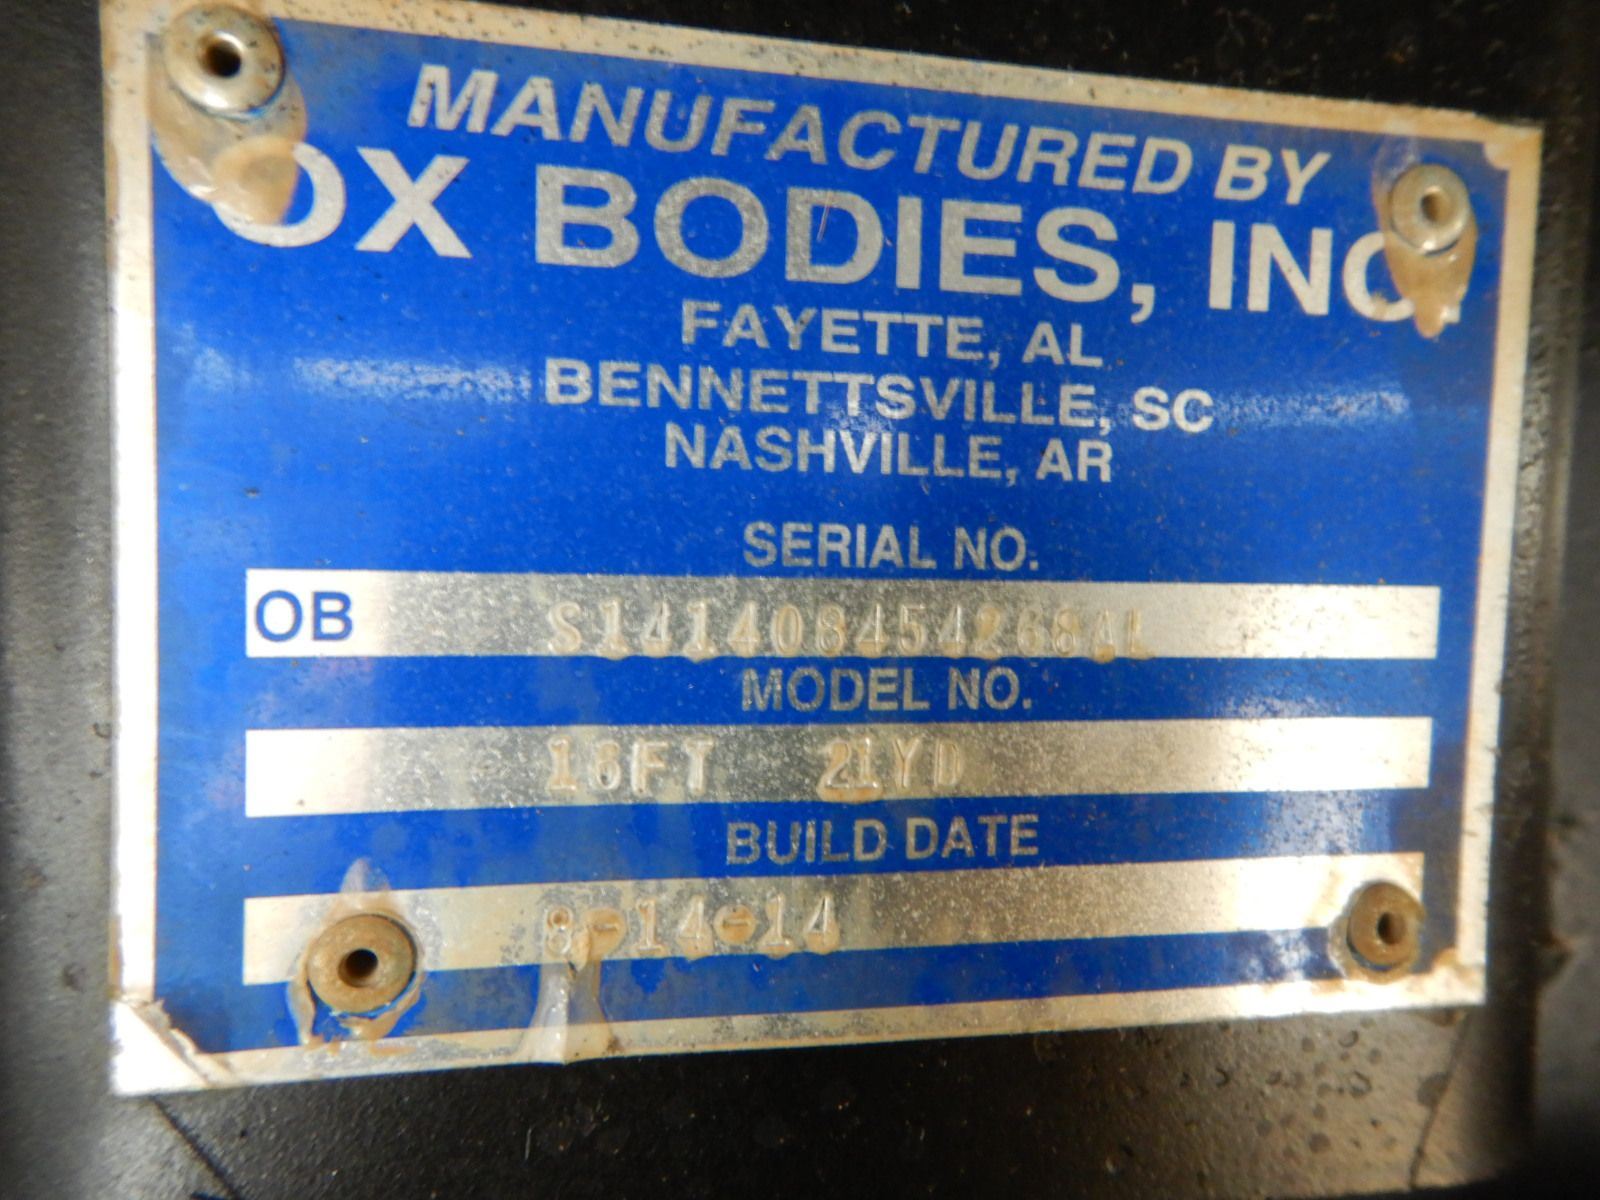 MANUFACTURED BY
OX BODIES, INC.
FAYETTE, AL
BENNETTSVILLE, SC
NASHVILLE, AR
SERIAL NO.
OB S141408454268AL
MODEL NO.
16FT 21YD
BUILD DATE
8-14-14